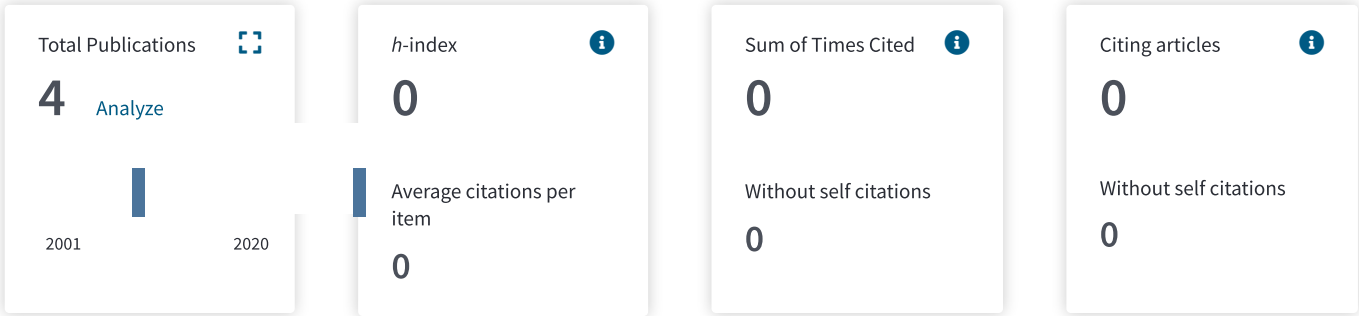 Total Publications
4 Analyze
2001 2020
h-index
0
Average citations per
item
0
Sum of Times Cited
0
Without self citations
0
Citing articles
0
Without self citations
0